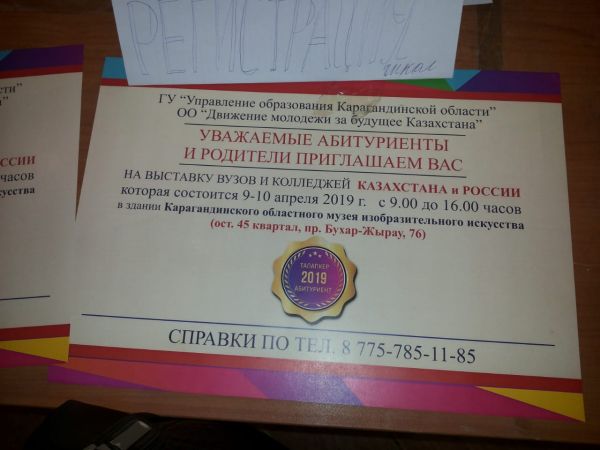 РЕГИСТРАЦИЯ
школ
ГУ “Управление образования Карагандинской области”
ОО “Движение молодежи за будущее Казахстана”
УВАЖАЕМЫЕ АБИТУРИЕНТЫ
И РОДИТЕЛИ ПРИГЛАШАЕМ ВАС
НА ВЫСТАВКУ ВУЗОВ И КОЛЛЕДЖЕЙ КАЗАХСТАНА и РОССИИ
которая состоится 9-10 апреля 2019 г. с 9.00 до 16.00 часов
в здании Карагандинского областного музея изобразительного искусства
(ост. 45 квартал, пр. Бухар-Жырау, 76)
ТАЛАПКЕР
2019
АБИТУРИЕНТ
СПРАВКИ ПО ТЕЛ. 8 775-785-11-85
ОССИИ
часов
искусства